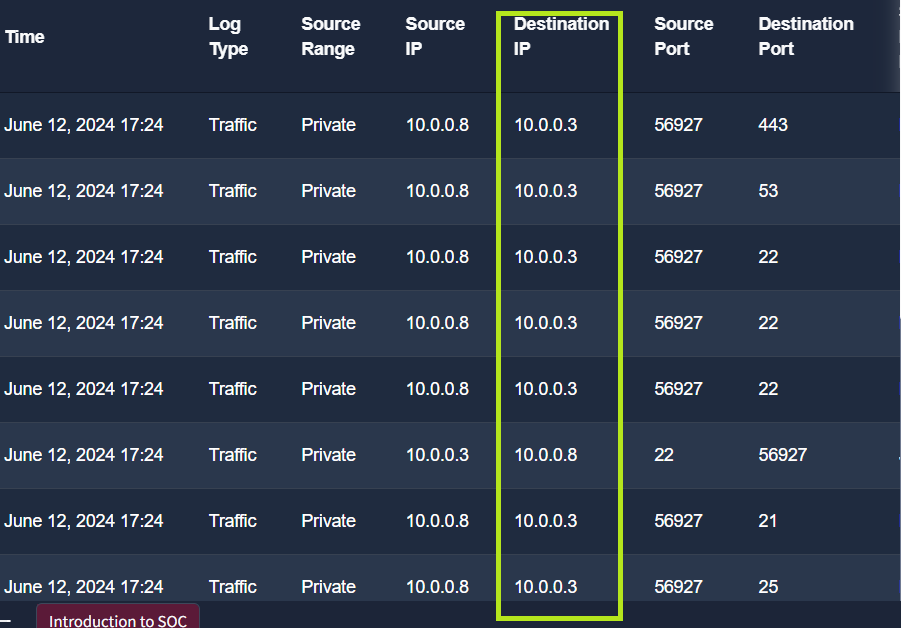 Time Log Type Source Range Source IP Destination IP Source Port Destination Port
June 12, 2024 17:24 Traffic Private 10.0.0.8 10.0.0.3 56927 443
June 12, 2024 17:24 Traffic Private 10.0.0.8 10.0.0.3 56927 53
June 12, 2024 17:24 Traffic Private 10.0.0.8 10.0.0.3 56927 22
June 12, 2024 17:24 Traffic Private 10.0.0.8 10.0.0.3 56927 22
June 12, 2024 17:24 Traffic Private 10.0.0.8 10.0.0.3 56927 22
June 12, 2024 17:24 Traffic Private 10.0.0.3 10.0.0.8 22 56927
June 12, 2024 17:24 Traffic Private 10.0.0.8 10.0.0.3 56927 21
June 12, 2024 17:24 Traffic Private 10.0.0.8 10.0.0.3 56927 25
Introduction to SOC